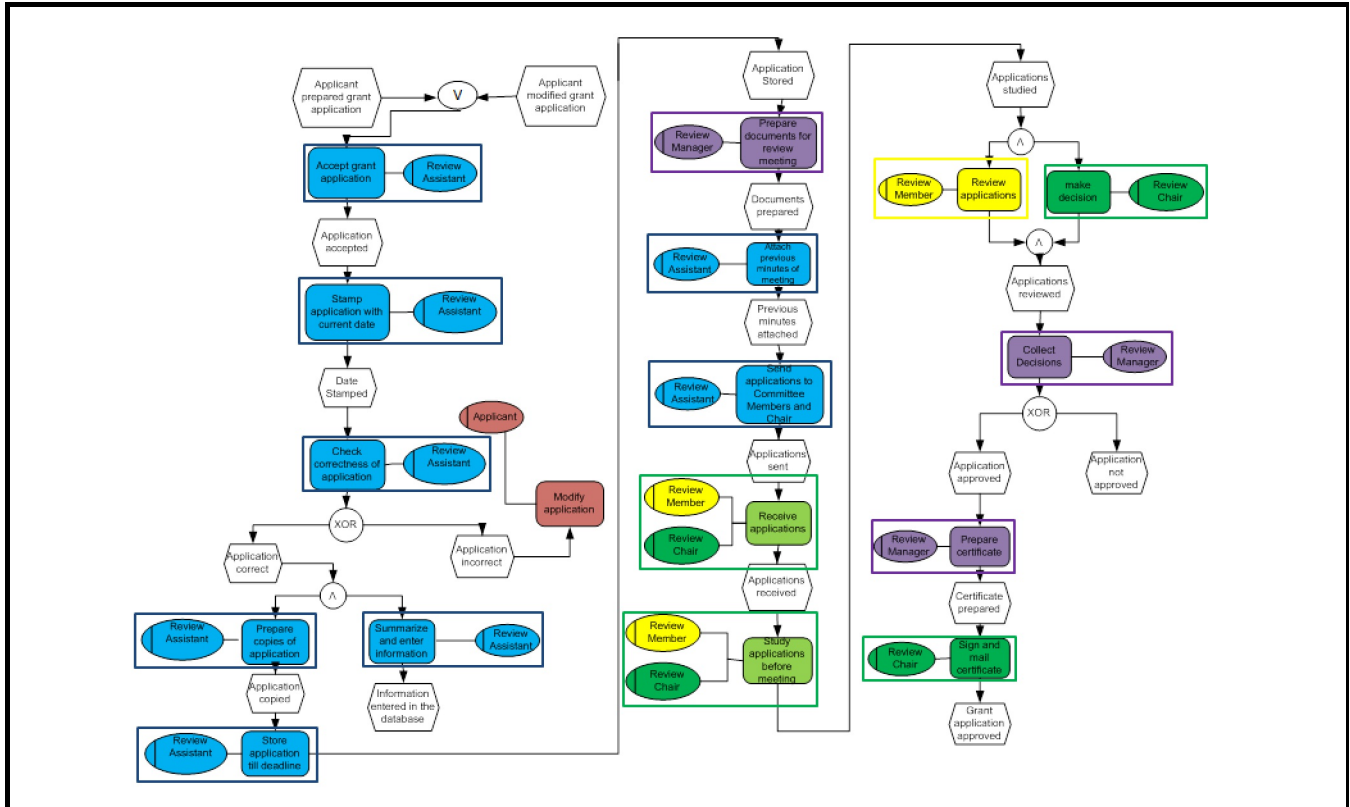 Applicant
prepared grant
application
V
Applicant
modified grant
application
Accept grant
application
Review
Assistant
Application
accepted
Stamp
application with
current date
Review
Assistant
Date
Stamped
Applicant
Check
correctness of
application
Review
Assistant
Modify
application
XOR
Application
correct
Application
incorrect
Λ
Review
Assistant
Prepare
copies of
application
Summarize
and enter
information
Review
Assistant
Application
copied
Information
entered in the
database
Review
Assistant
Store
application
till deadline
Application
Stored
Review
Manager
Prepare
documents for
review meeting
Documents
prepared
Review
Assistant
Attach
previous
minutes of
meeting
Previous
minutes
attached
Review
Assistant
Send
applications to
Committee
Members and
Chair
Applications
sent
Review
Member
Review
Chair
Receive
applications
Applications
received
Review
Member
Review
Chair
Study
applications
before
meeting
Applications
studied
Λ
Review
Member
Review
applications
make
decision
Review
Chair
Λ
Applications
reviewed
Collect
Decisions
Review
Manager
XOR
Application
approved
Application
not
approved
Review
Manager
Prepare
certificate
Certificate
prepared
Review
Chair
Sign and
mail
certificate
Grant
application
approved